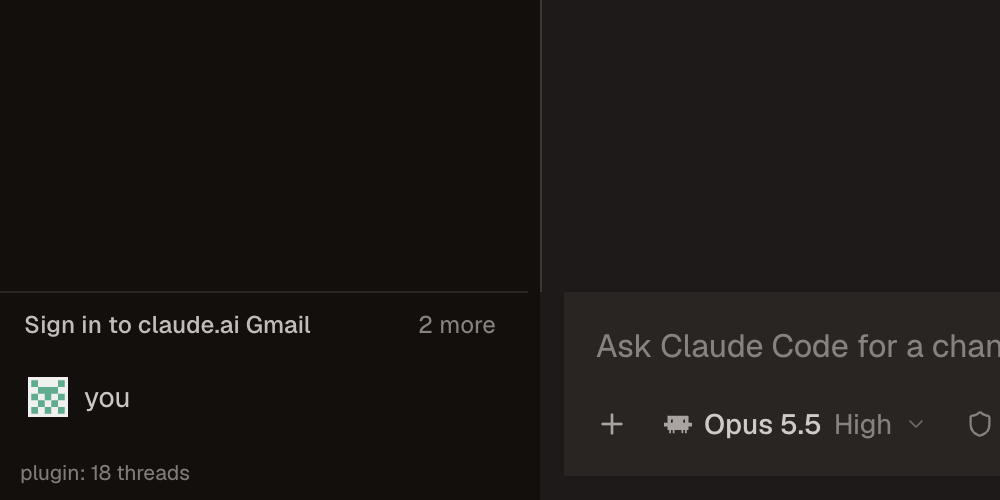 Sign in to claude.ai Gmail 2 more
you
plugin: 18 threads
Ask Claude Code for a chan
Opus 5.5 High